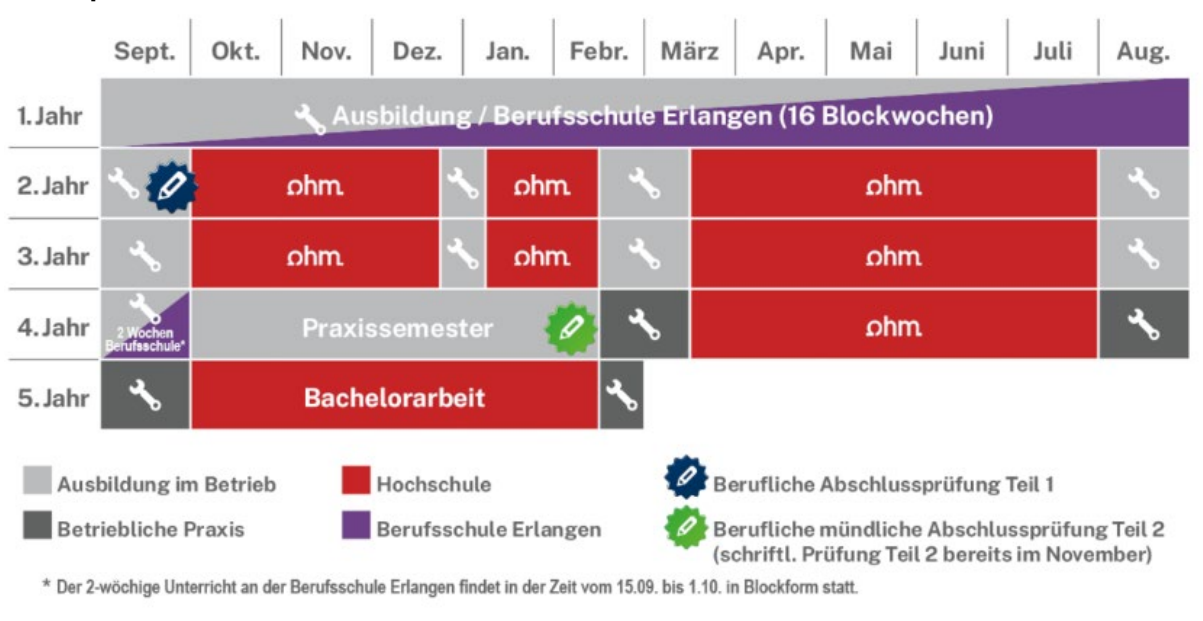 Sept. Okt. Nov. Dez. Jan. Febr. März Apr. Mai Juni Juli Aug.
1. Jahr Ausbildung / Berufsschule Erlangen (16 Blockwochen)
2. Jahr ohm ohm ohm
3. Jahr ohm ohm ohm
4. Jahr 2 Wochen Berufsschule* Praxissemester ohm
5. Jahr Bachelorarbeit
Ausbildung im Betrieb Hochschule Berufliche Abschlussprüfung Teil 1
Betriebliche Praxis Berufsschule Erlangen Berufliche mündliche Abschlussprüfung Teil 2
(schriftl. Prüfung Teil 2 bereits im November)
* Der 2-wöchige Unterricht an der Berufsschule Erlangen findet in der Zeit vom 15.09. bis 1.10. in Blockform statt.